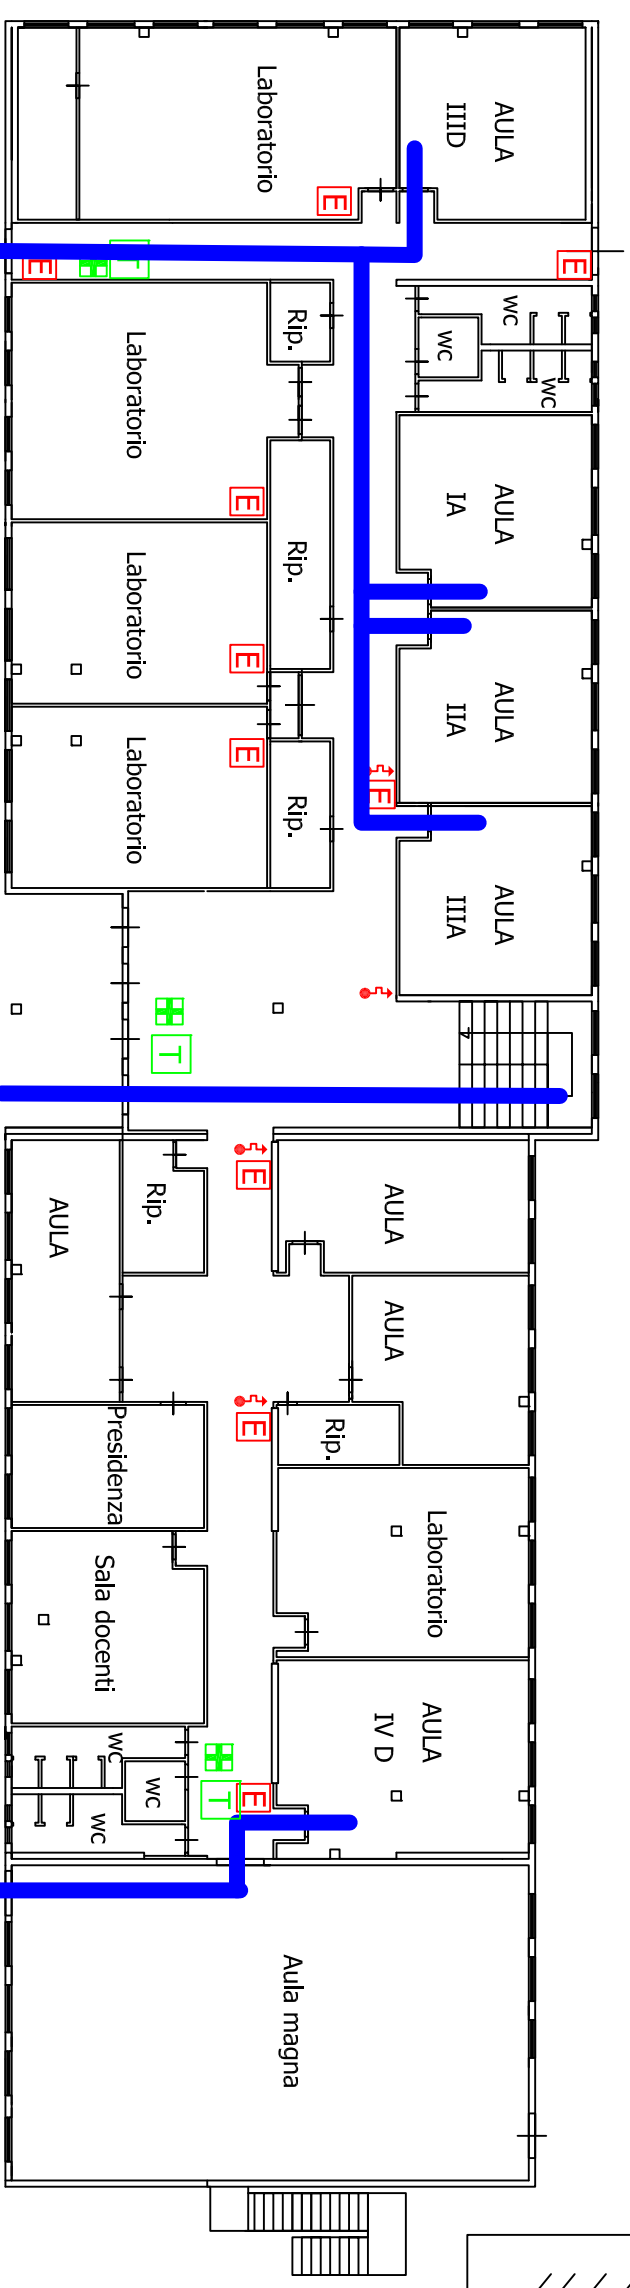 Laboratorio
AULA
IIID
E
E
T
E
wc
Rip.
wc
wc
Laboratorio
AULA
IA
E
Rip.
Laboratorio
E
AULA
IIA
E
E
Laboratorio
Rip.
AULA
IIIA
T
E
AULA
Rip.
AULA
AULA
E
Rip.
Presidenza
Laboratorio
Sala docenti
AULA
IV D
wc
wc
wc
T
E
Aula magna